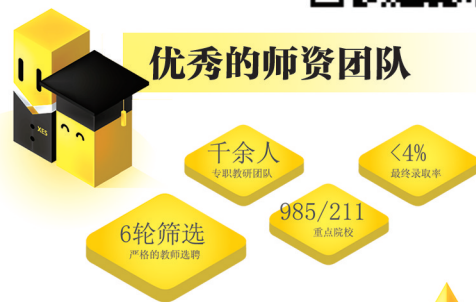 优秀的师资团队
XES
千余人
专职教研团队
<4%
最终录取率
985/211
重点院校
6轮筛选
严格的教师选聘